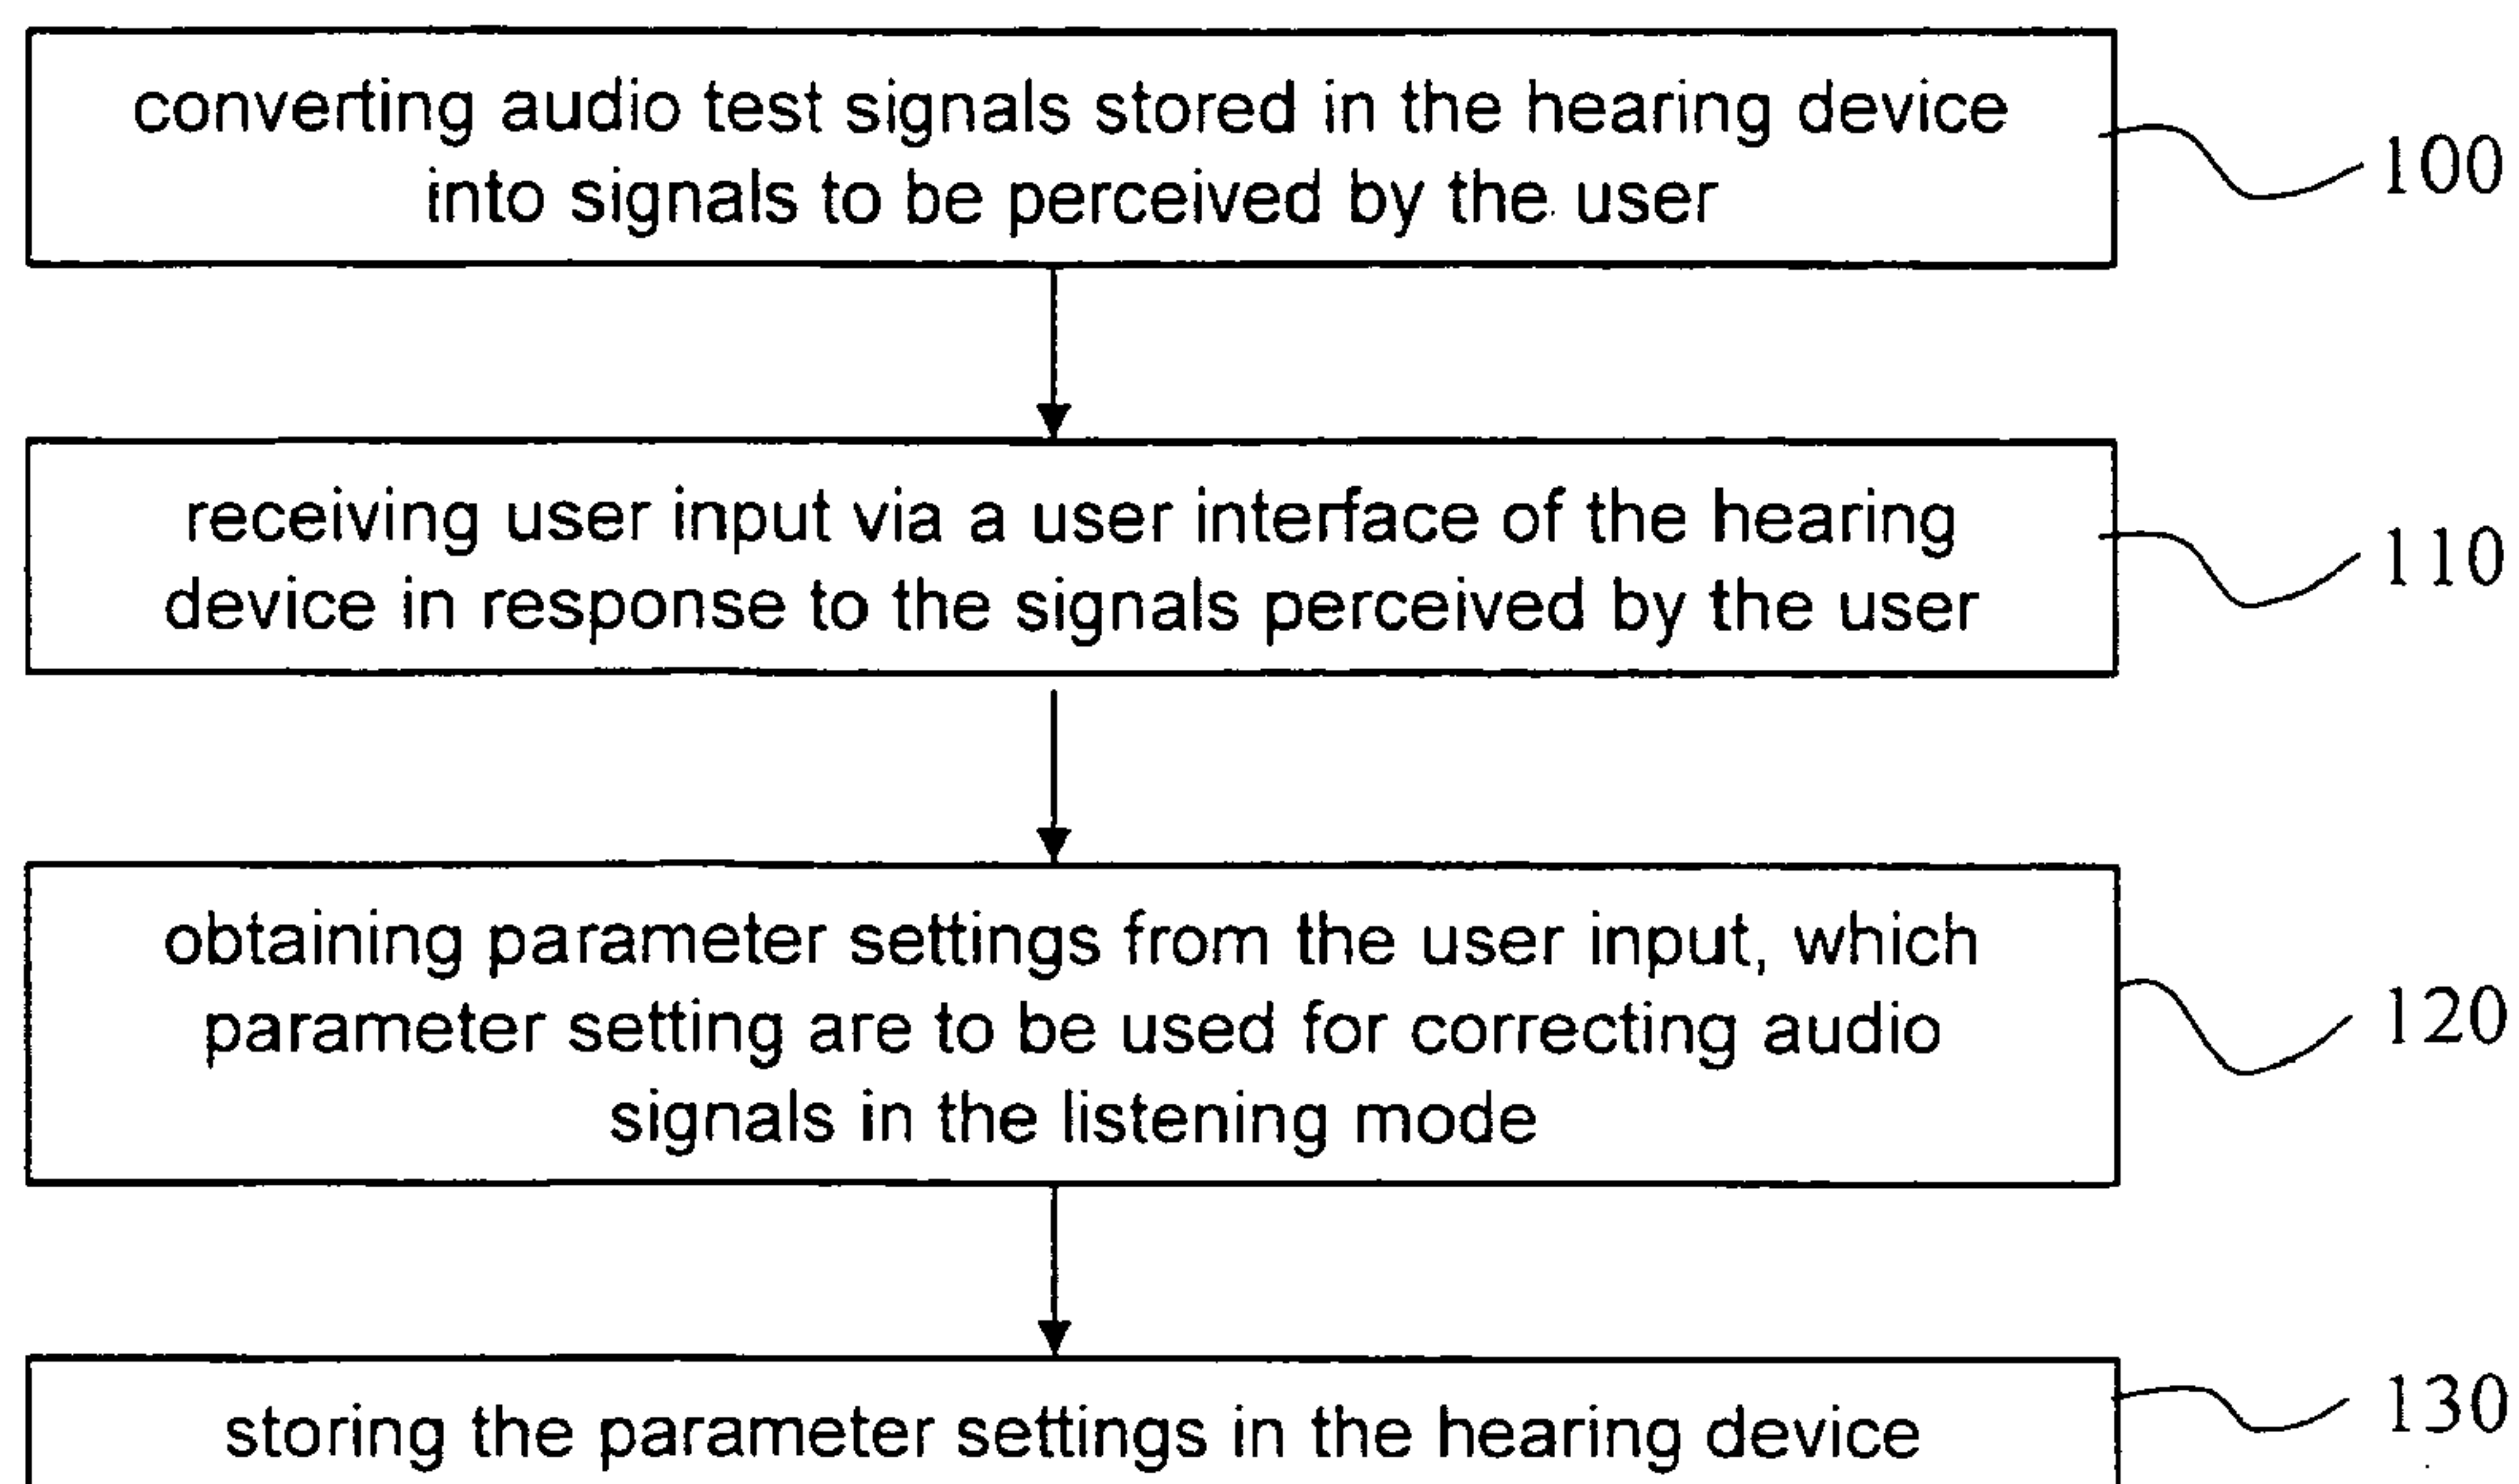 converting audio test signals stored in the hearing device
into signals to be perceived by the user
100
receiving user input via a user interface of the hearing
device in response to the signals perceived by the user
110
obtaining parameter settings from the user input, which
parameter setting are to be used for correcting audio
signals in the listening mode
120
storing the parameter settings in the hearing device
130